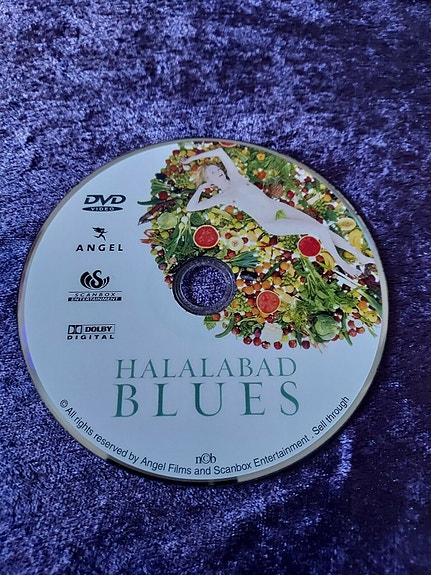 DVD
VIDEO
ANGEL
SCANBOX
ENTERTAINMENT
DOLBY
DIGITAL
HALALABAD
BLUES
n©b
© All rights reserved by Angel Films and Scanbox Entertainment . Sell through